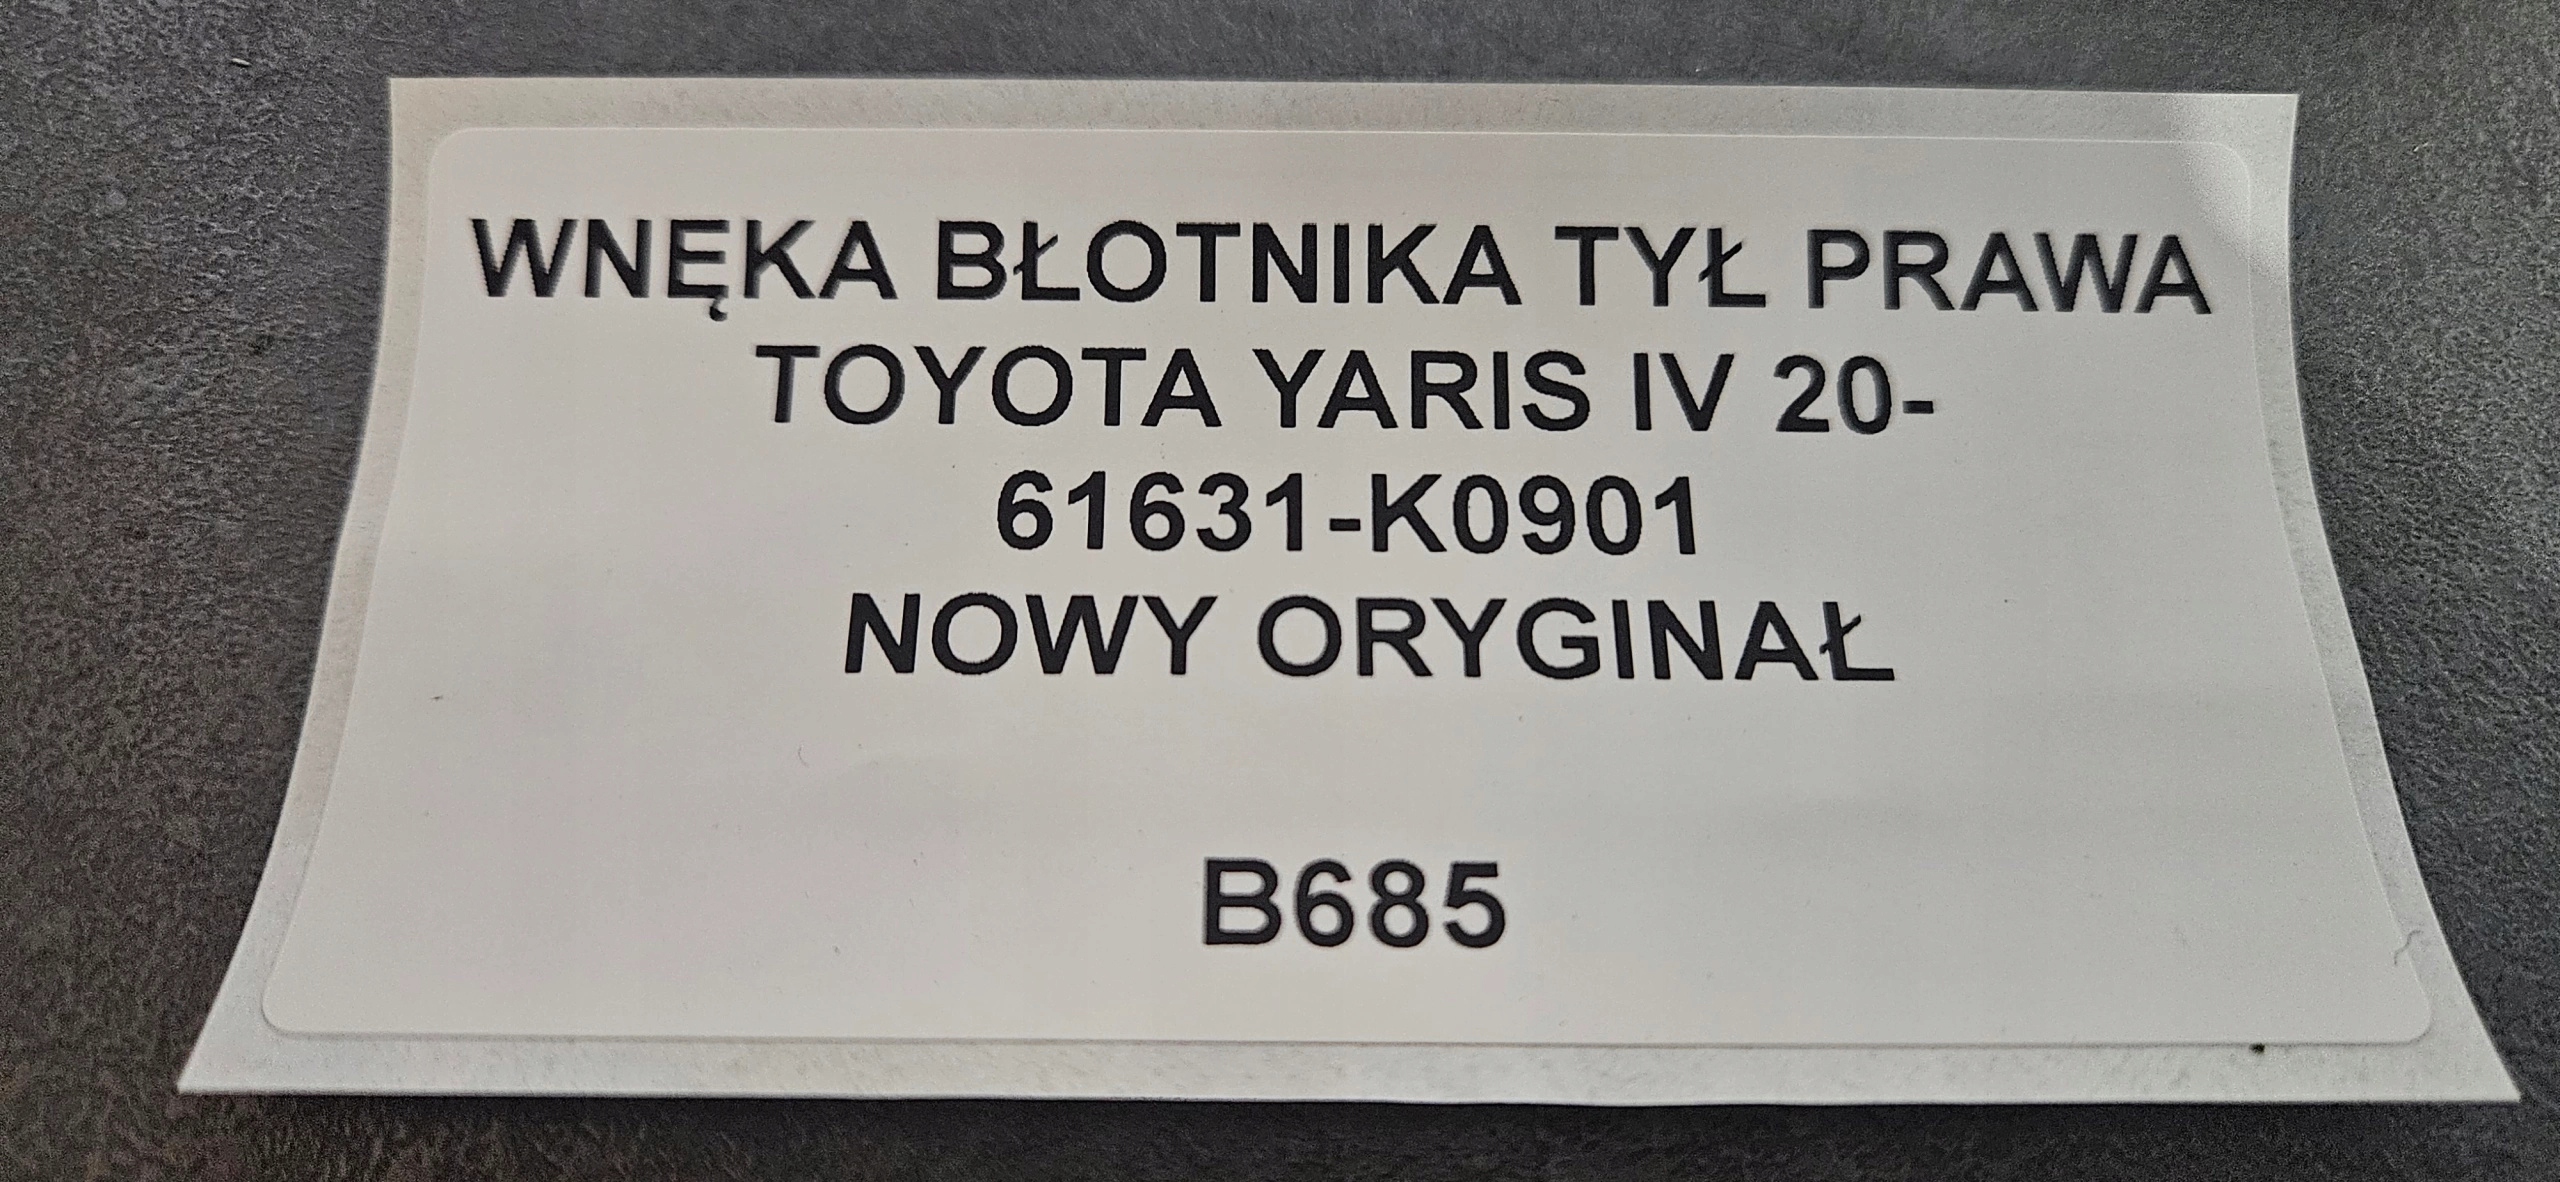 WNĘKA BŁOTNIKA TYŁ PRAWA
TOYOTA YARIS IV 20-
61631-K0901
NOWY ORYGINAŁ
B685